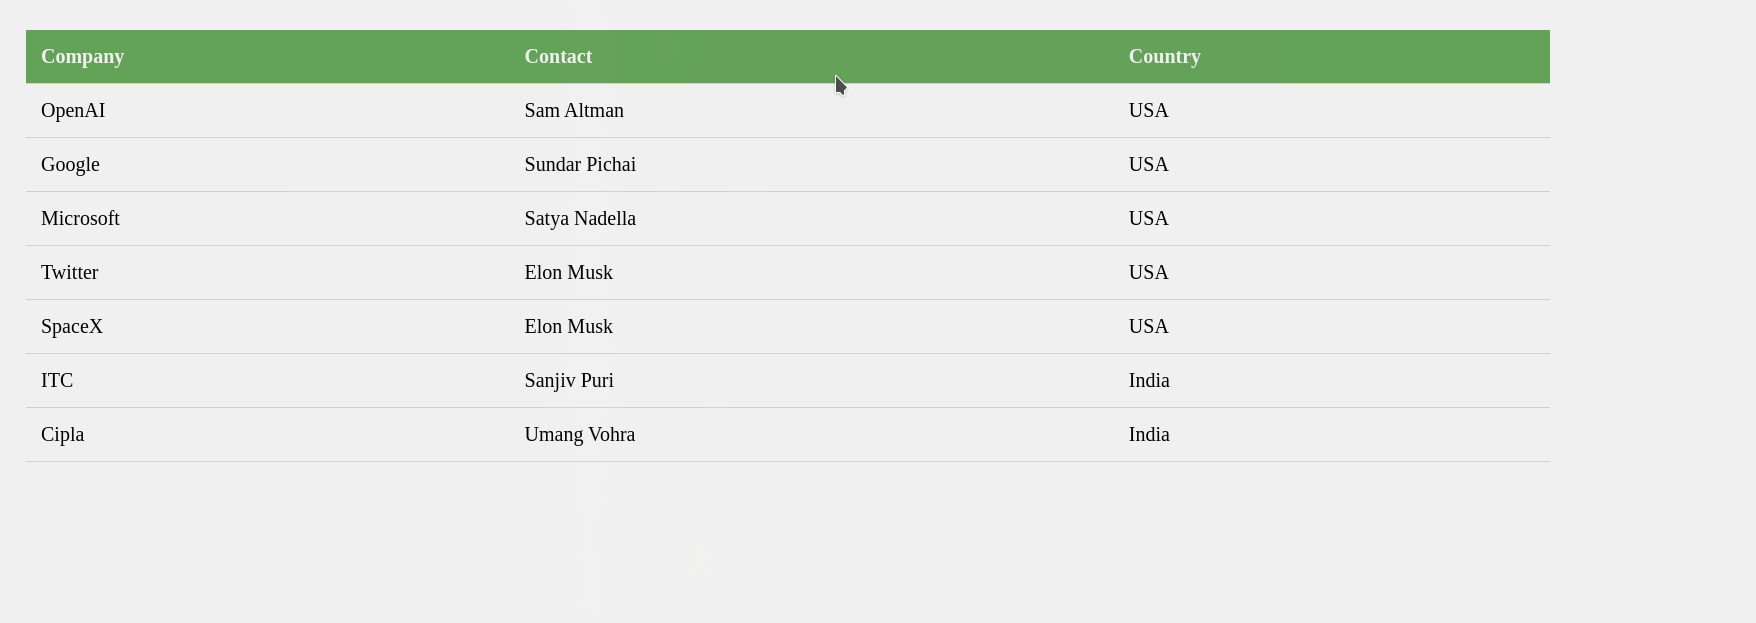 Company Contact Country
OpenAI Sam Altman USA
Google Sundar Pichai USA
Microsoft Satya Nadella USA
Twitter Elon Musk USA
SpaceX Elon Musk USA
ITC Sanjiv Puri India
Cipla Umang Vohra India